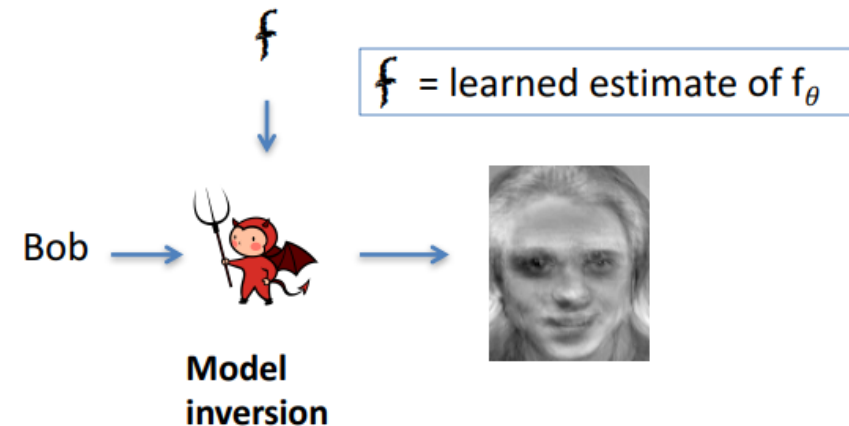 f
f = learned estimate of fθ
Bob
Model
inversion